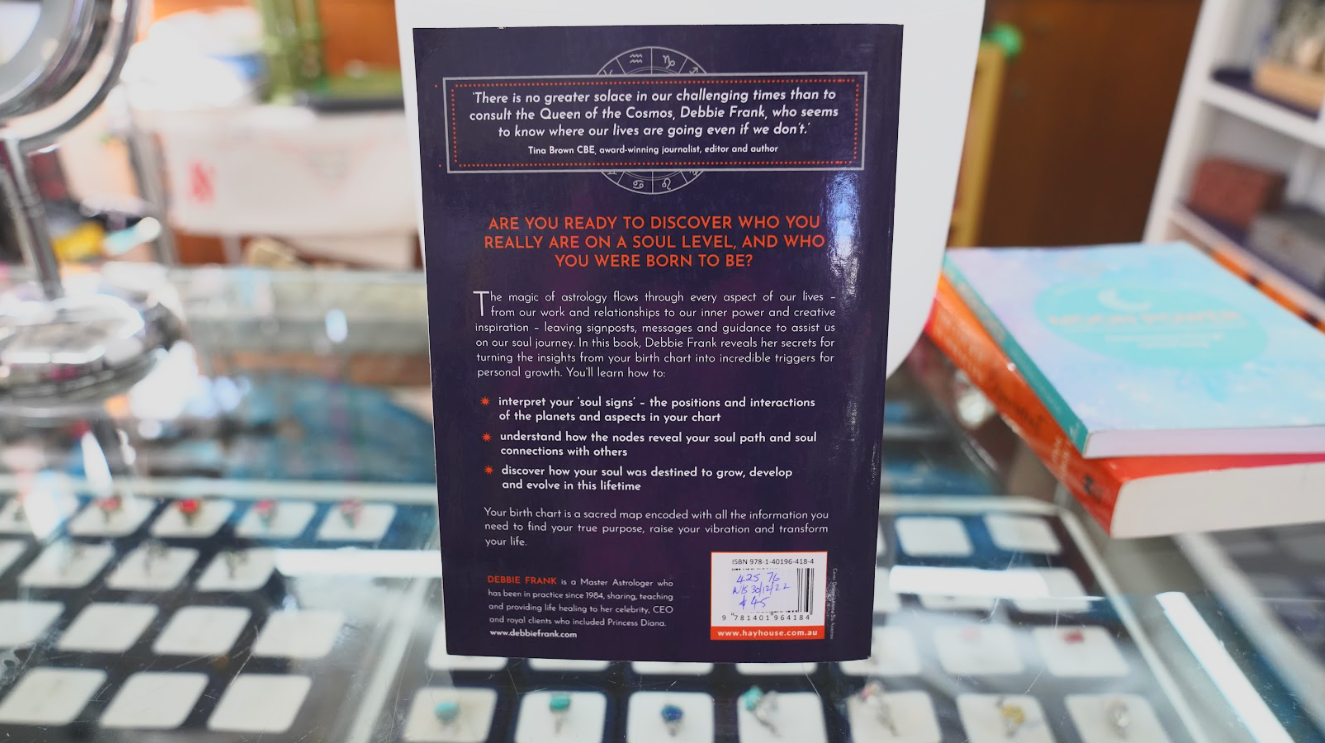 'There is no greater solace in our challenging times than to
consult the Queen of the Cosmos, Debbie Frank, who seems
to know where our lives are going even if we don't.'
Tina Brown CBE, award-winning journalist, editor and author
ARE YOU READY TO DISCOVER WHO YOU
REALLY ARE ON A SOUL LEVEL, AND WHO
YOU WERE BORN TO BE?
The magic of astrology flows through every aspect of our lives –
from our work and relationships to our inner power and creative
inspiration – leaving signposts, messages and guidance to assist us
on our soul journey. In this book, Debbie Frank reveals her secrets for
turning the insights from your birth chart into incredible triggers for
personal growth. You'll learn how to:
interpret your 'soul signs' – the positions and interactions
of the planets and aspects in your chart
understand how the nodes reveal your soul path and soul
connections with others
discover how your soul was destined to grow, develop
and evolve in this lifetime
Your birth chart is a sacred map encoded with all the information you
need to find your true purpose, raise your vibration and transform
your life.
DEBBIE FRANK is a Master Astrologer who
has been in practice since 1984, sharing, teaching
and providing life healing to her celebrity, CEO
and royal clients who included Princess Diana.
www.debbiefrank.com
ISBN 978-1-40196-418-4
425 76
$45
9 781401 964184
www.hayhouse.com.au
MOON POWER